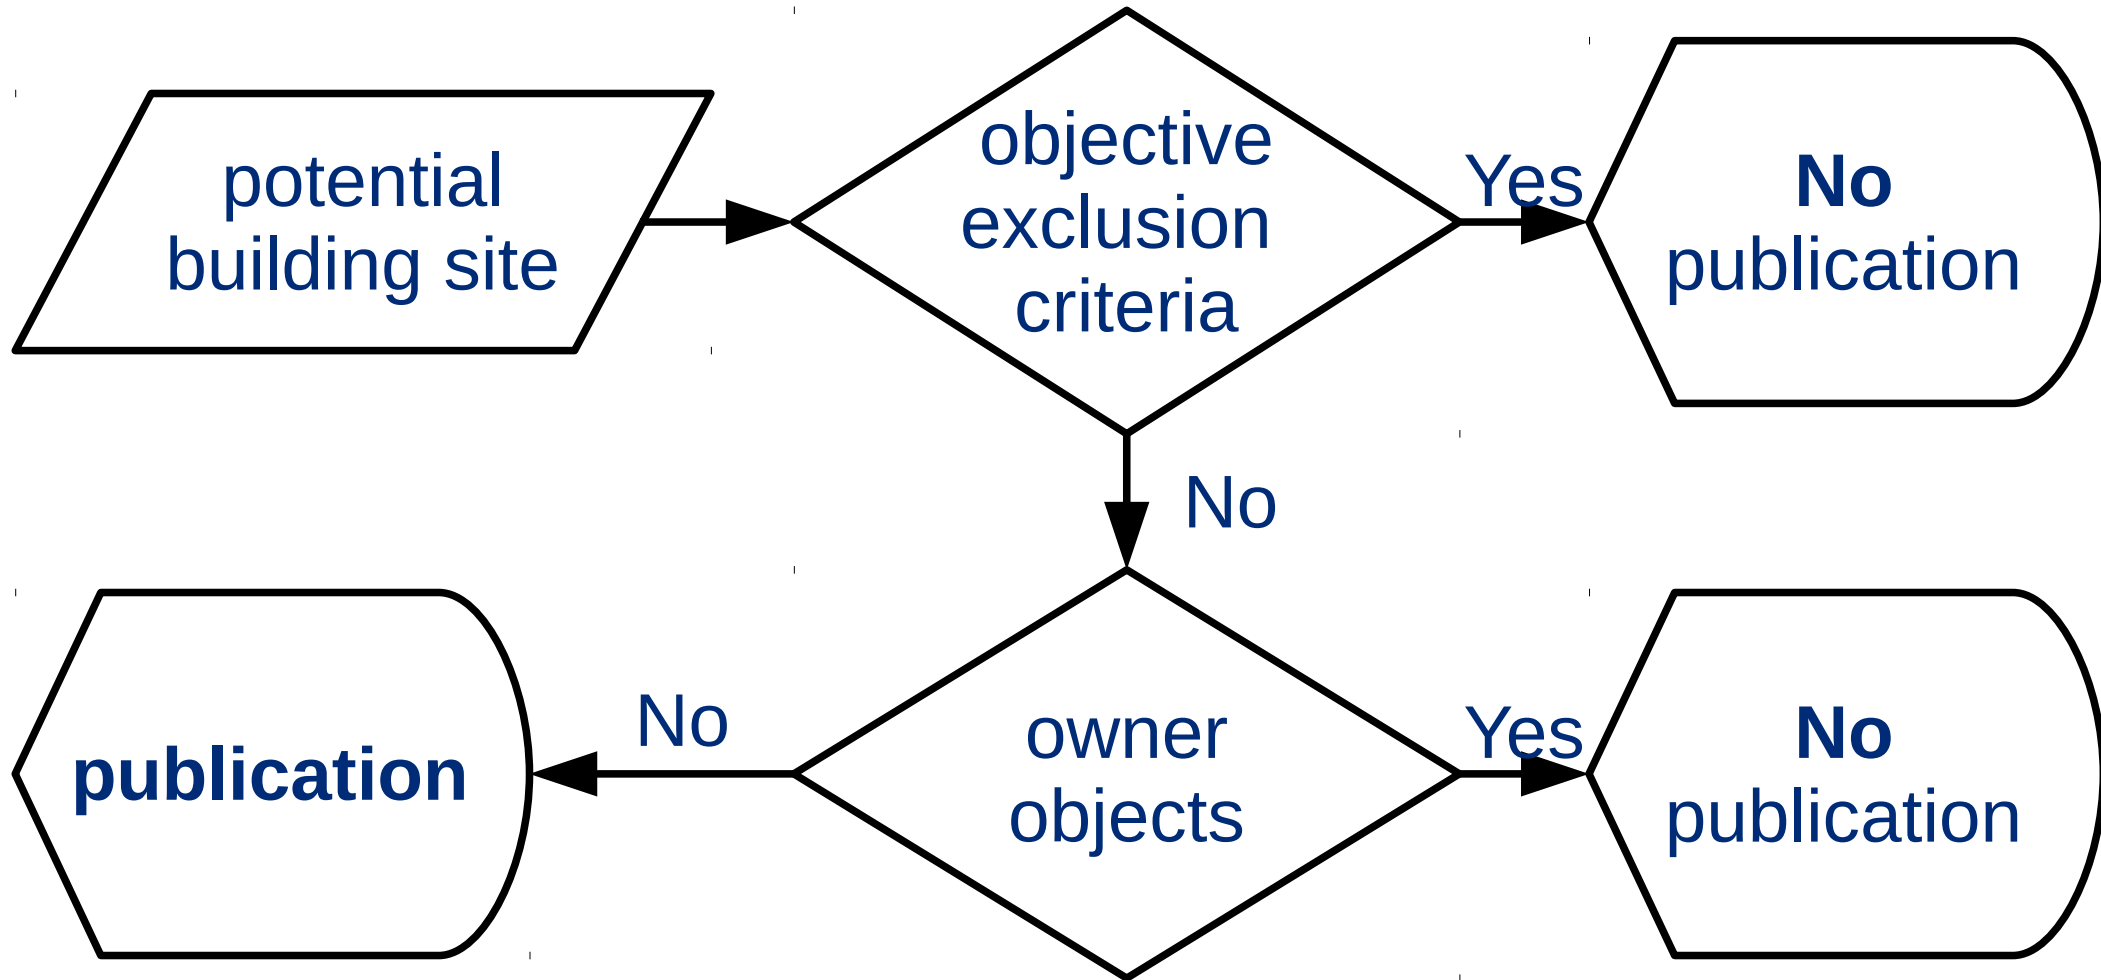 potential
building site
objective
exclusion
criteria
Yes
No
publication
No
publication
No
owner
objects
Yes
No
publication